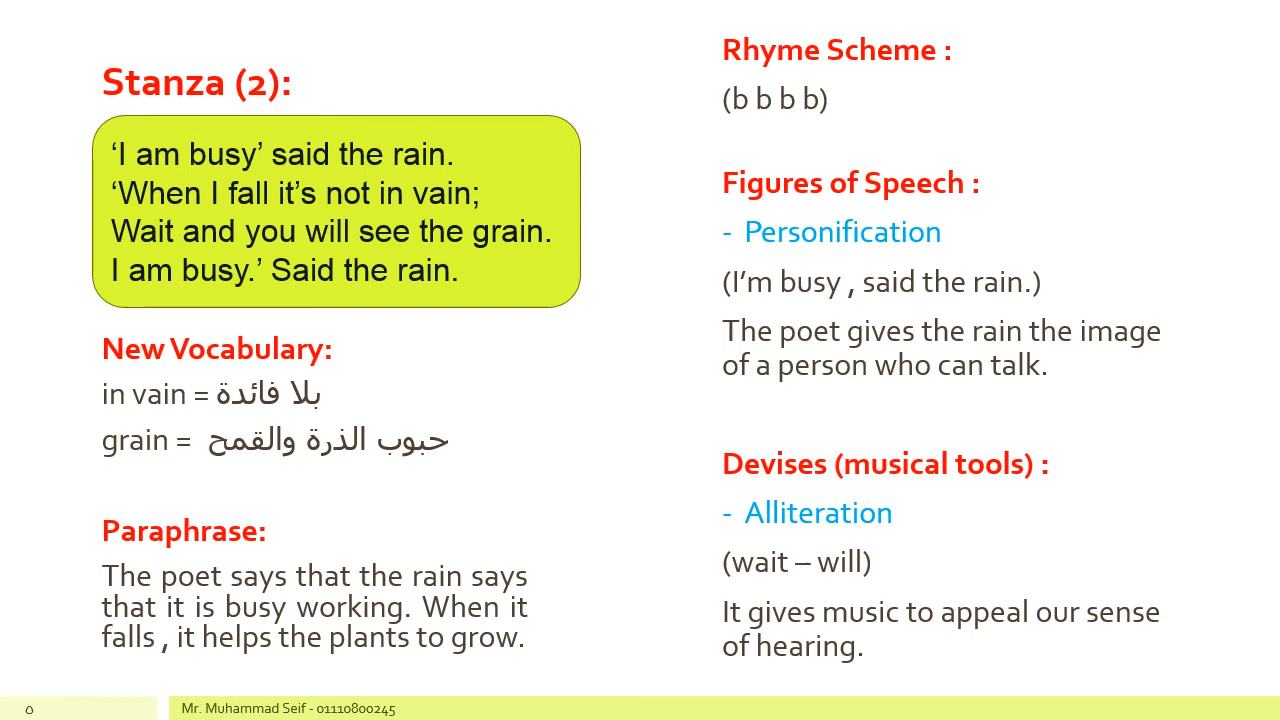 Stanza (2):
‘I am busy’ said the rain.
‘When I fall it’s not in vain;
Wait and you will see the grain.
I am busy.’ Said the rain.
New Vocabulary:
in vain = بلا فائدة
grain = حبوب الذرة والقمح
Paraphrase:
The poet says that the rain says
that it is busy working. When it
falls , it helps the plants to grow.
Rhyme Scheme :
(b b b b)
Figures of Speech :
- Personification
(I’m busy , said the rain.)
The poet gives the rain the image
of a person who can talk.
Devises (musical tools) :
- Alliteration
(wait – will)
It gives music to appeal our sense
of hearing.
٥
Mr. Muhammad Seif - 01110800245